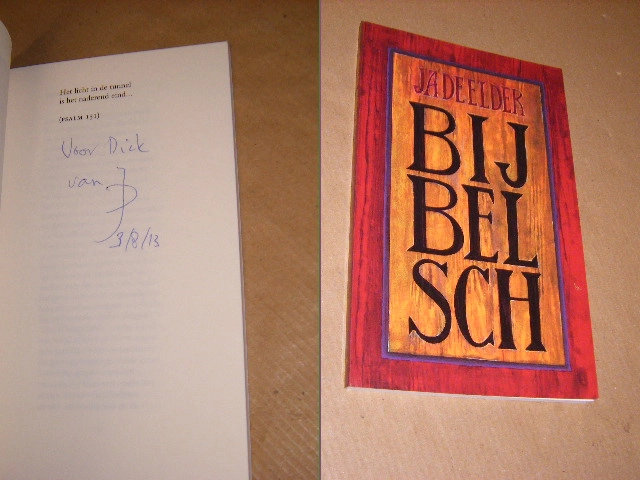 Het licht in de tunnel
is het naderend eind...
(PSALM 151)
Voor Dick
van J
3/8/13
JADEELDEK
BIJ
BEL
SCH